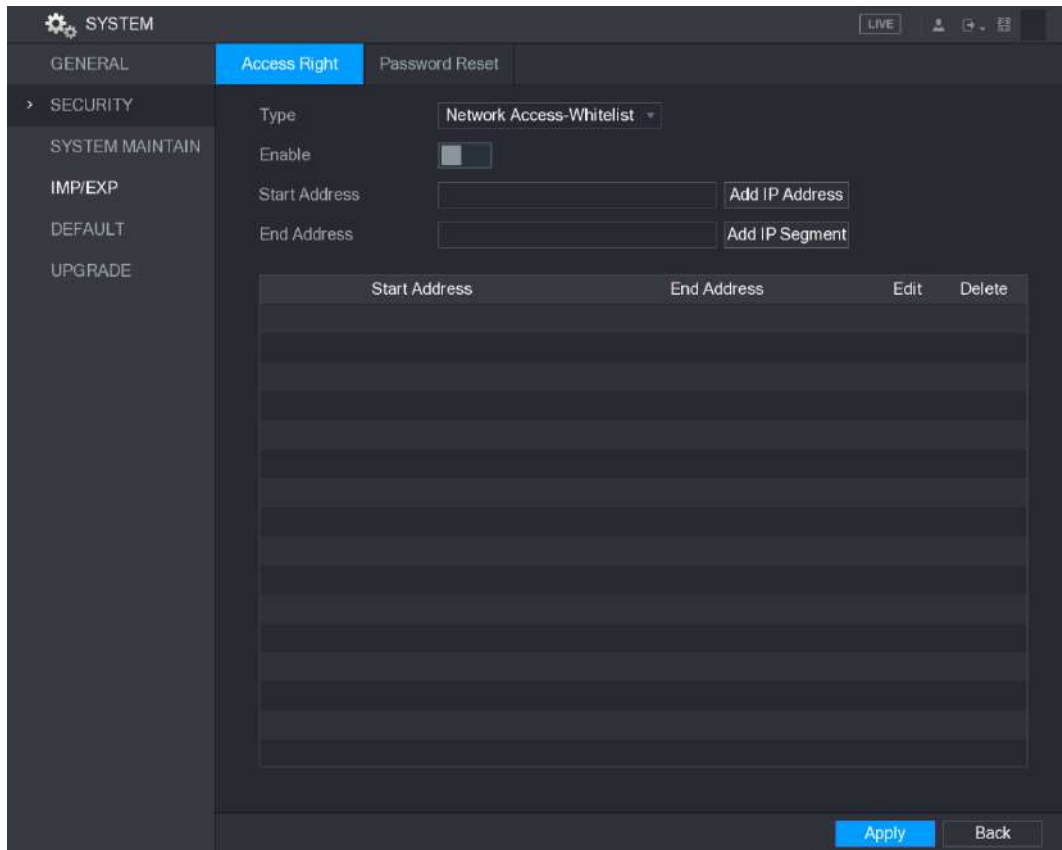 SYSTEM
LIVE
GENERAL
Access Right
Password Reset
SECURITY
Type
Network Access-Whitelist
SYSTEM MAINTAIN
Enable
IMP/EXP
Start Address
Add IP Address
DEFAULT
End Address
Add IP Segment
UPGRADE
Start Address
End Address
Edit
Delete
Apply
Back